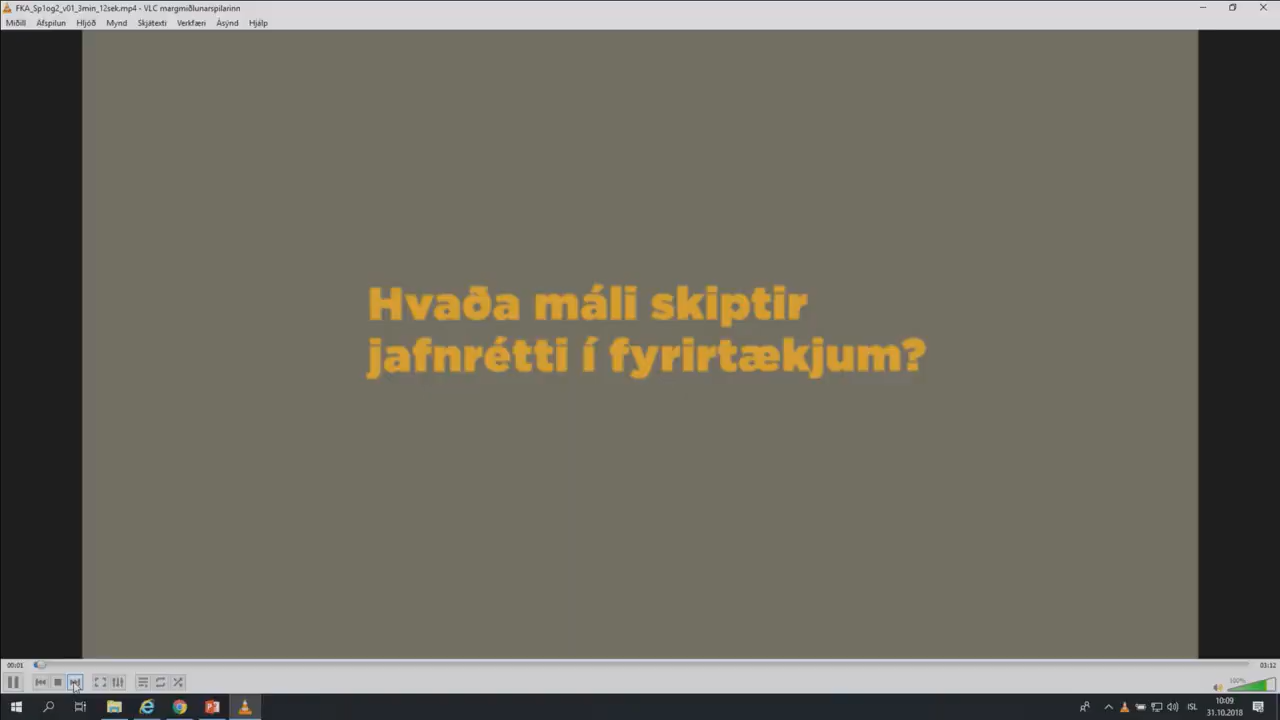 FKA_Sp1og2_v01_3min_12sek.mp4 - VLC margmiðlunarspilarinn
Miðill Afspilun Hljóð Mynd Skjátexti Verkfæri Ásýnd Hjálp
Hvaða máli skiptir
jafnrétti í fyrirtækjum?
00:01 03:12
100%
ISL
10:09
31.10.2018